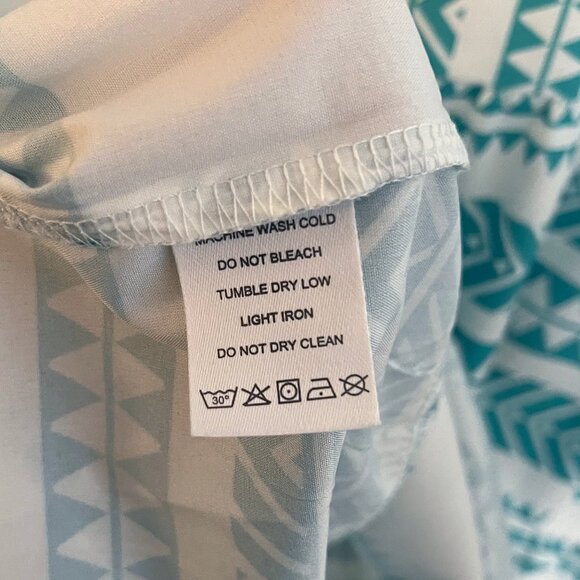 MACHINE WASH COLD
DO NOT BLEACH
TUMBLE DRY LOW
LIGHT IRON
DO NOT DRY CLEAN
30°